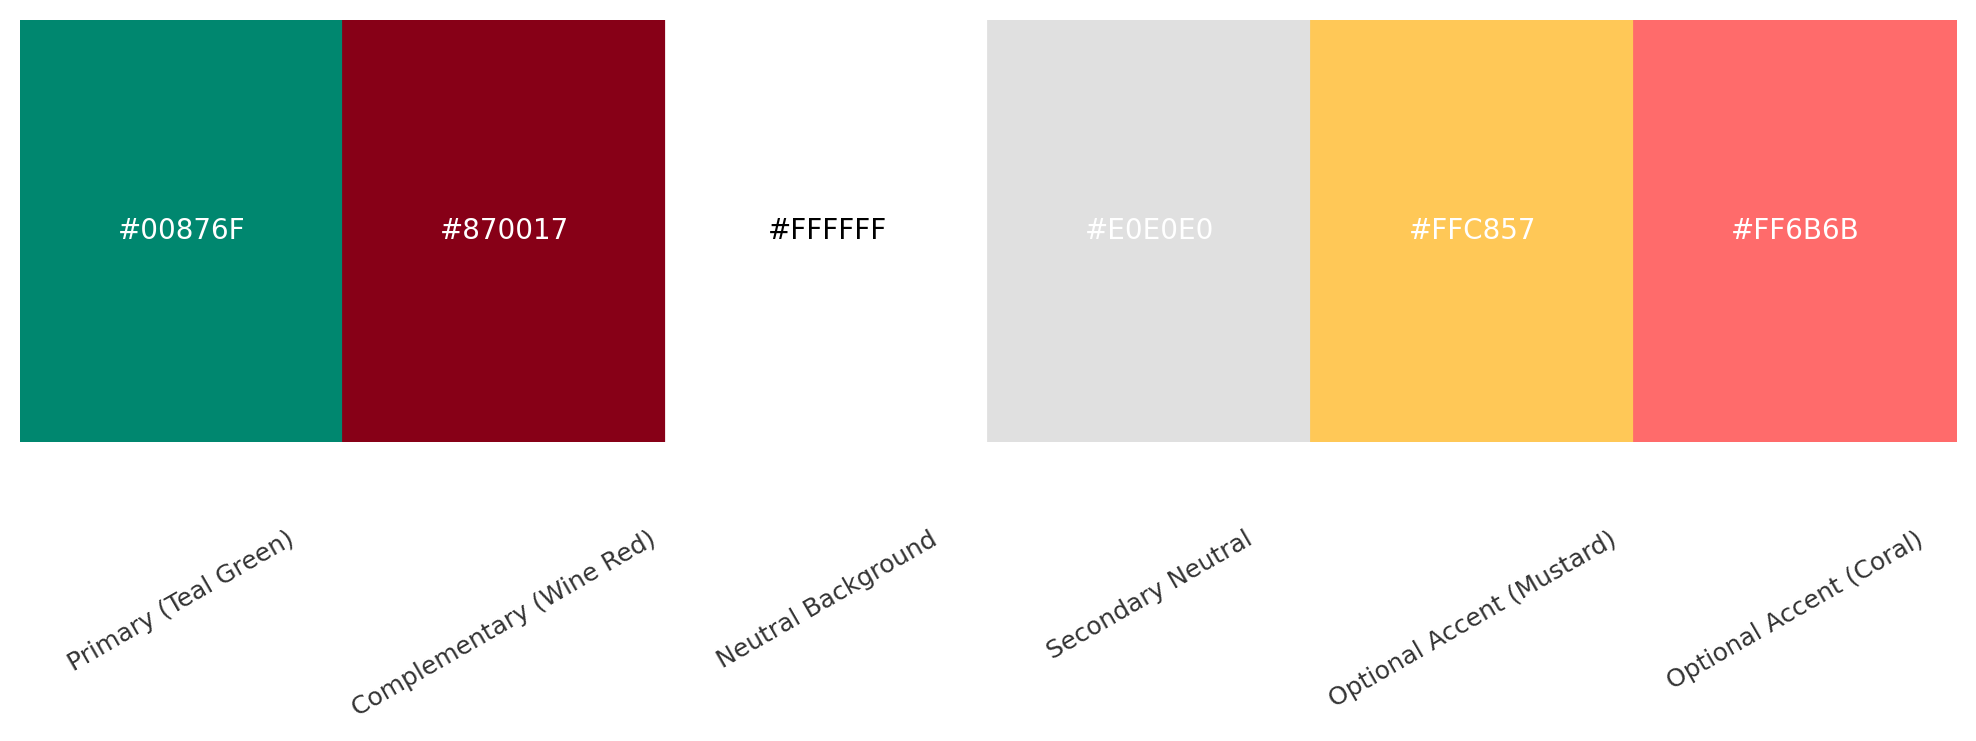 #00876F
#870017
#FFFFFF
#E0E0E0
#FFC857
#FF6B6B
Primary (Teal Green)
Complementary (Wine Red)
Neutral Background
Secondary Neutral
Optional Accent (Mustard)
Optional Accent (Coral)